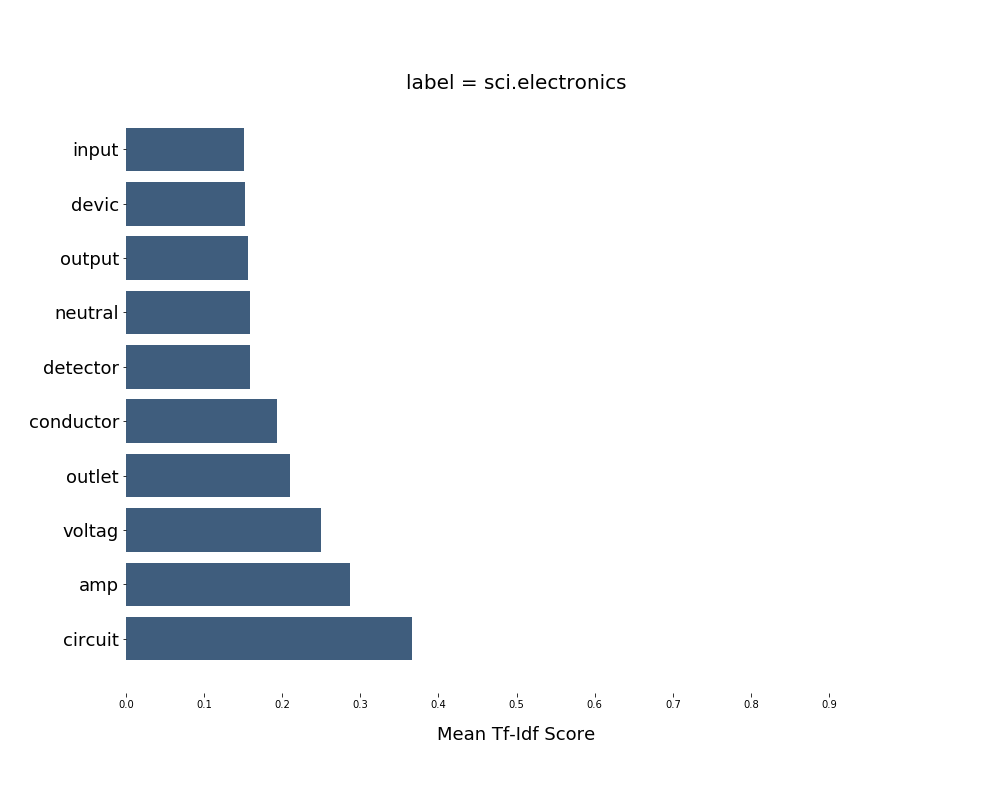 label = sci.electronics
input
devic
output
neutral
detector
conductor
outlet
voltag
amp
circuit
0.0 0.1 0.2 0.3 0.4 0.5 0.6 0.7 0.8 0.9
Mean Tf-Idf Score